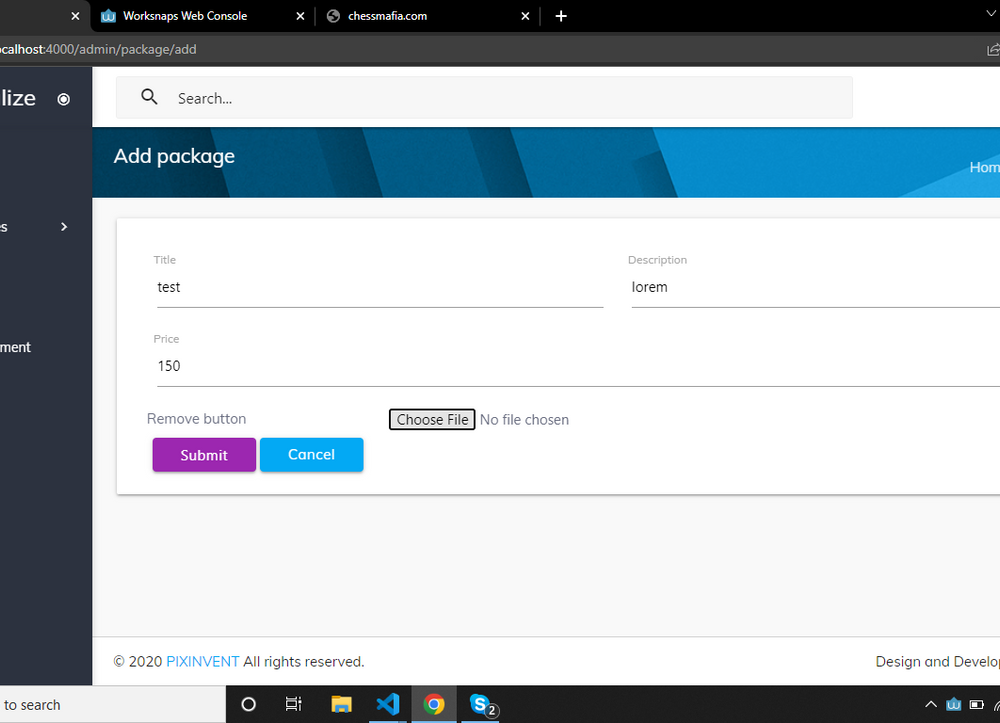 Worksnaps Web Console
chessmafia.com
localhost:4000/admin/package/add
lize
Search...
Add package
Hom
es
Title
Description
test
lorem
Price
ment
150
Remove button
Choose File No file chosen
Submit
Cancel
© 2020 PIXINVENT All rights reserved.
Design and Develop
to search
2